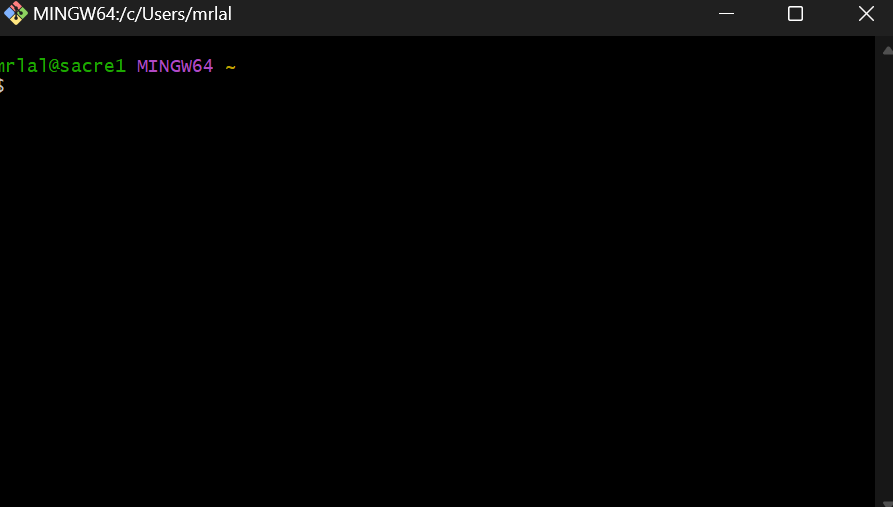 MINGW64:/c/Users/mrlal
mrlal@sacre1 MINGW64 ~
$